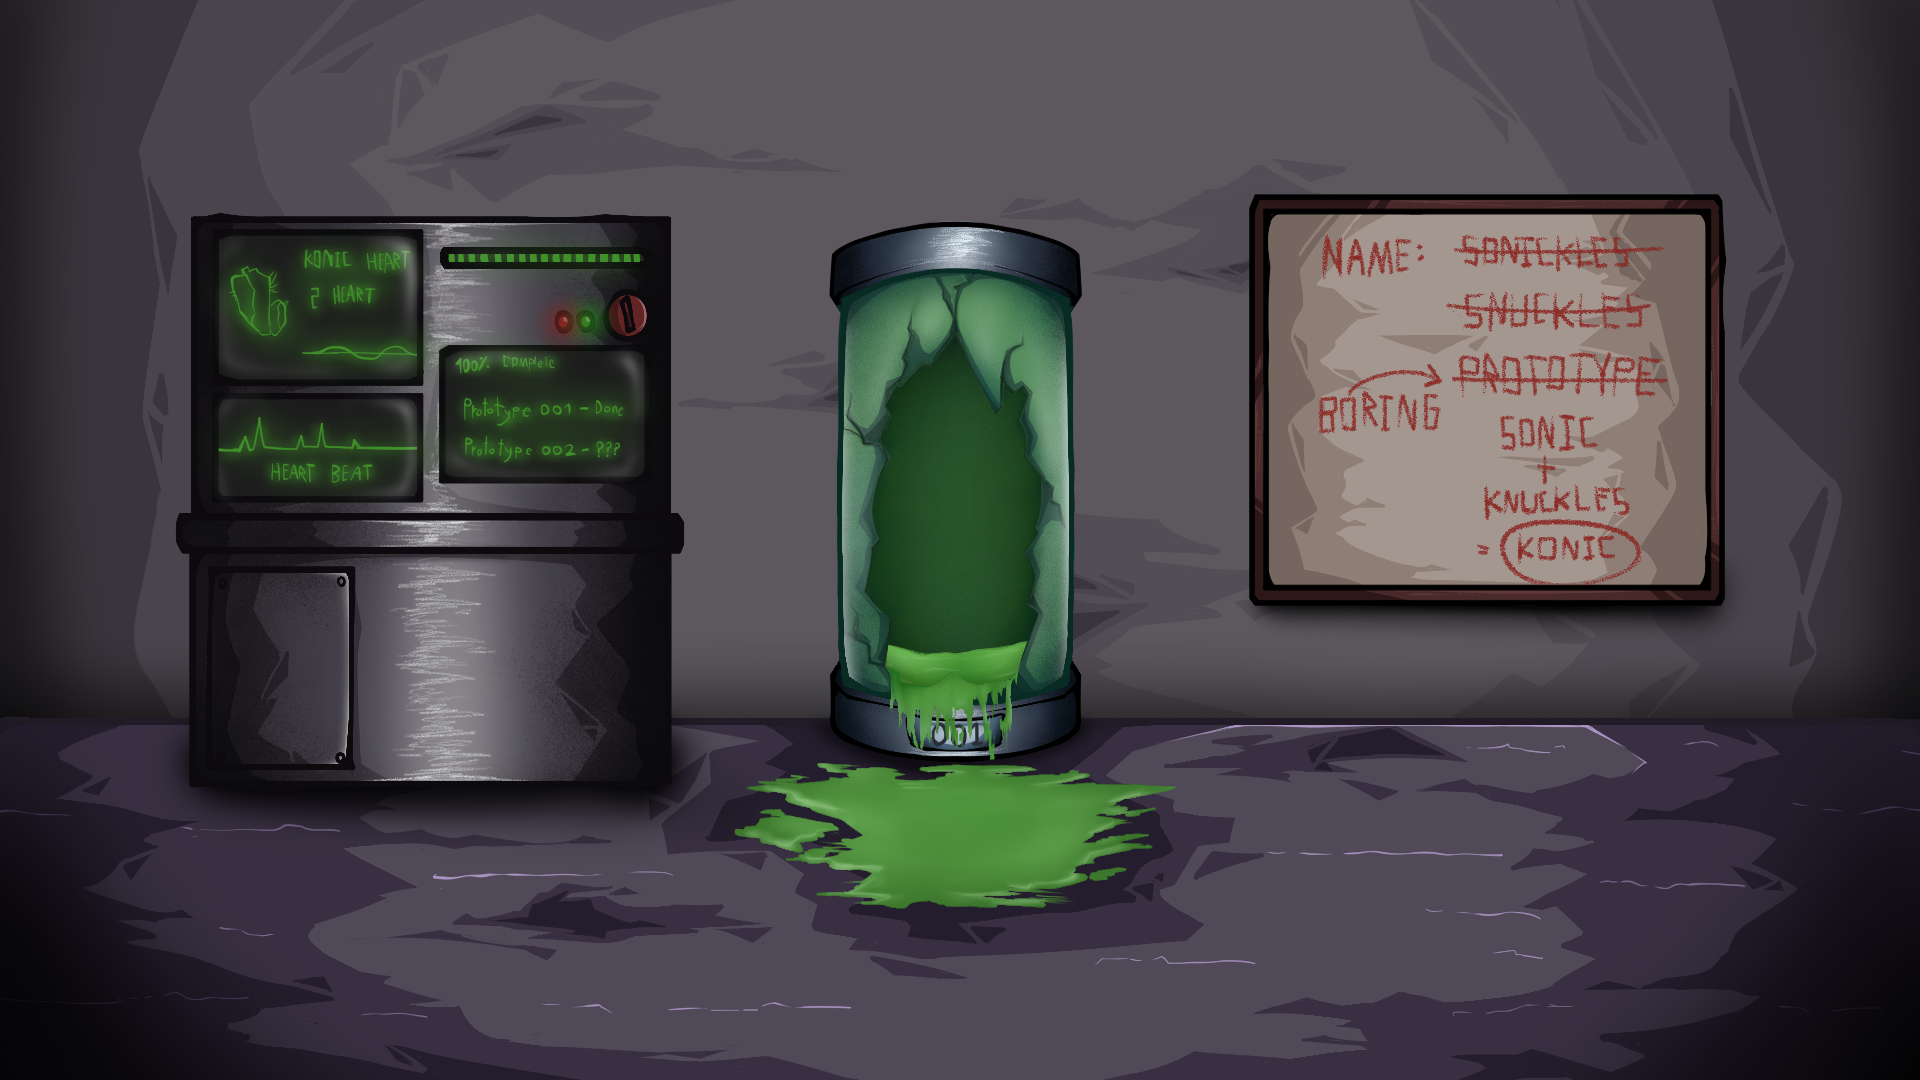 KONIC HEART
2 HEART
HEART BEAT
100% Complete
Prototype 001 - Done
Prototype 002 - ???
001
NAME: SONICKLES
SNUCKLES
PROTOTYPE
BORING
SONIC
+
KNUCKLES
= KONIC